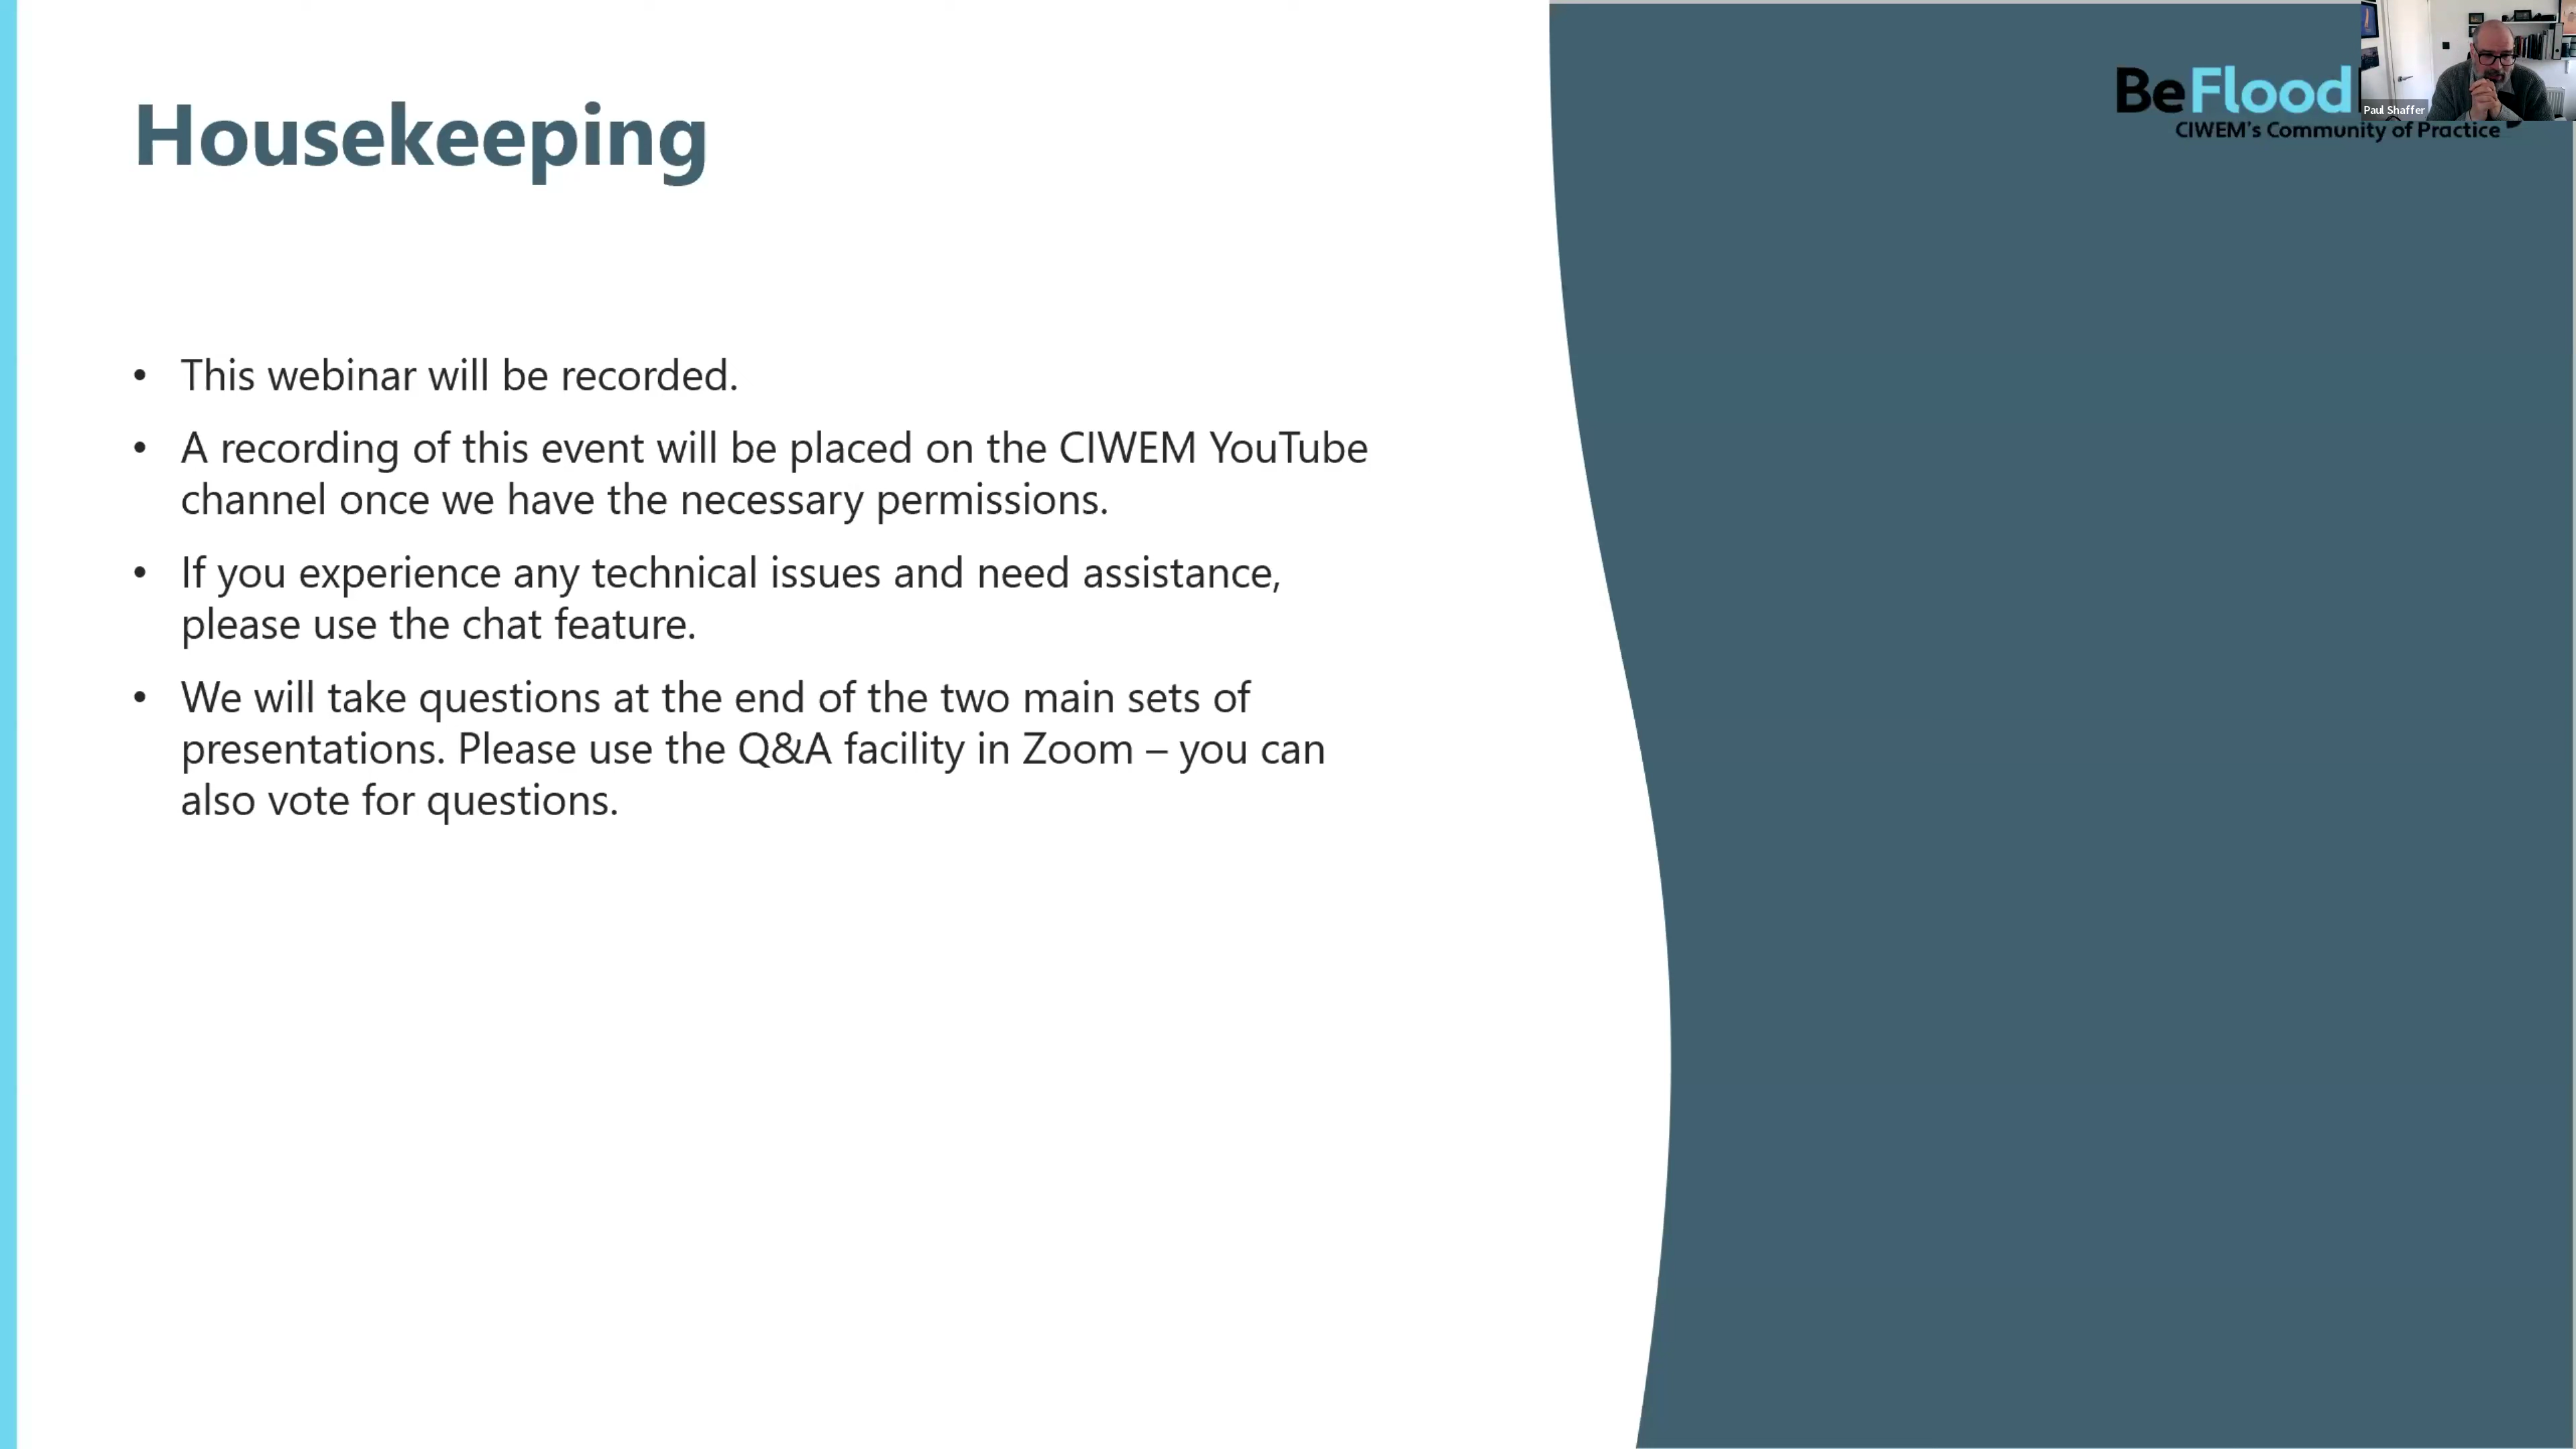 Housekeeping
BeFlood
Paul Shaffer
CIWEM's Community of Practice
• This webinar will be recorded.
• A recording of this event will be placed on the CIWEM YouTube
channel once we have the necessary permissions.
• If you experience any technical issues and need assistance,
please use the chat feature.
• We will take questions at the end of the two main sets of
presentations. Please use the Q&A facility in Zoom – you can
also vote for questions.